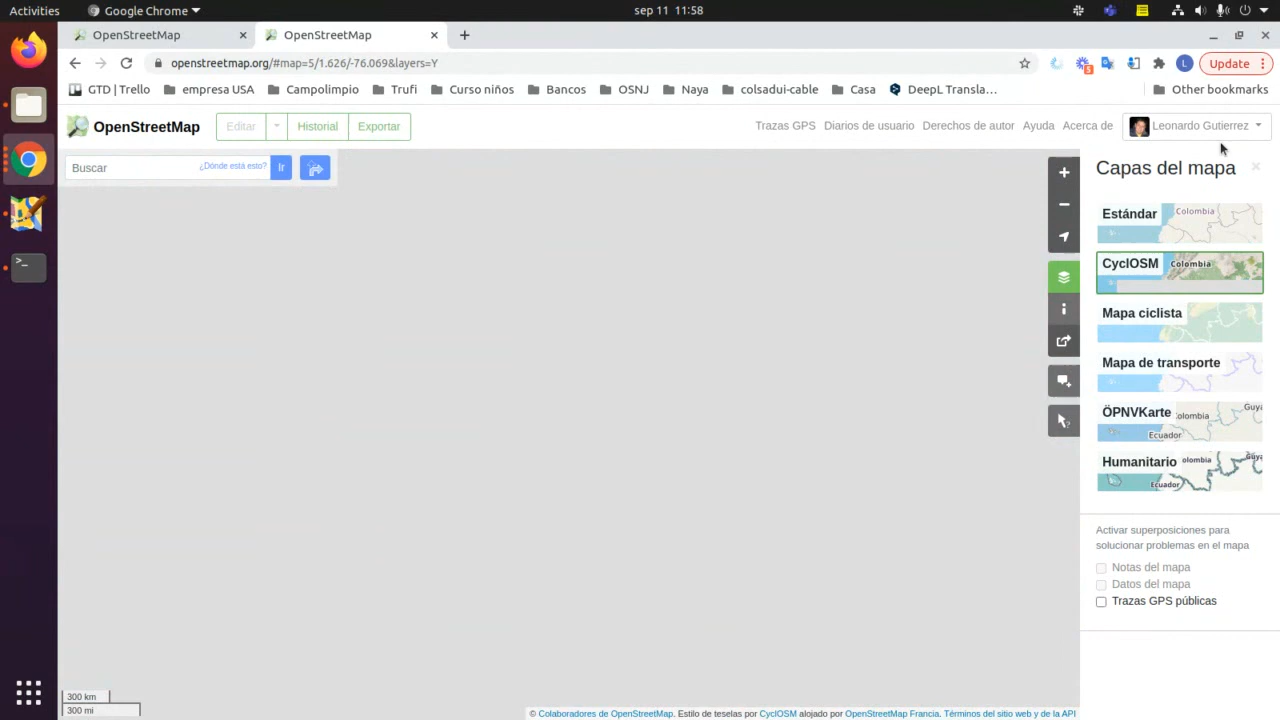 Activities
Google Chrome
sep 11 11:58
OpenStreetMap
OpenStreetMap
openstreetmap.org/#map=5/1.626/-76.069&layers=Y
5
L
Update
GTD | Trello
empresa USA
Campolimpio
Trufi
Curso niños
Bancos
OSNJ
Naya
colsadui-cable
Casa
DeepL Transla...
Other bookmarks
OpenStreetMap
Editar
Historial
Exportar
Trazas GPS
Diarios de usuario
Derechos de autor
Ayuda
Acerca de
Leonardo Gutierrez
Buscar
¿Dónde está esto?
Ir
Capas del mapa
Estándar
Colombia
CyclOSM
Colombia
Mapa ciclista
Mapa de transporte
ÖPNVKarte
olombia
Guya
Ecuador
Humanitario
olombia
Guya
Ecuador
Activar superposiciones para
solucionar problemas en el mapa
Notas del mapa
Datos del mapa
Trazas GPS públicas
300 km
300 mi
© Colaboradores de OpenStreetMap. Estilo de teselas por CyclOSM alojado por OpenStreetMap Francia. Términos del sitio web y de la API